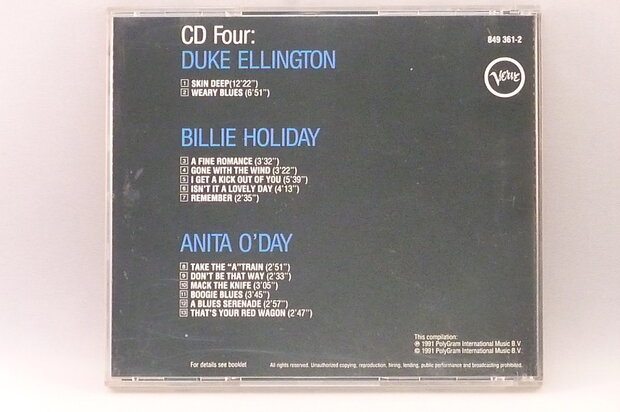 CD Four:
849 361-2
DUKE ELLINGTON
1 SKIN DEEP(12'22")
2 WEARY BLUES (6'51")
Verve
BILLIE HOLIDAY
3 A FINE ROMANCE (3'32")
4 GONE WITH THE WIND (3'22")
5 I GET A KICK OUT OF YOU (5'39")
6 ISN'T IT A LOVELY DAY (4'13")
7 REMEMBER (2'35")
ANITA O'DAY
8 TAKE THE "A"TRAIN (2'51")
9 DON'T BE THAT WAY (2'33")
10 MACK THE KNIFE (3'05")
11 BOOGIE BLUES (3'45")
12 A BLUES SERENADE (2'57")
13 THAT'S YOUR RED WAGON (2'47")
This compilation:
℗ 1991 PolyGram International Music B.V.
© 1991 PolyGram International Music B.V.
For details see booklet
All rights reserved. Unauthorized copying, reproduction, hiring, lending, public performance and broadcasting prohibited.